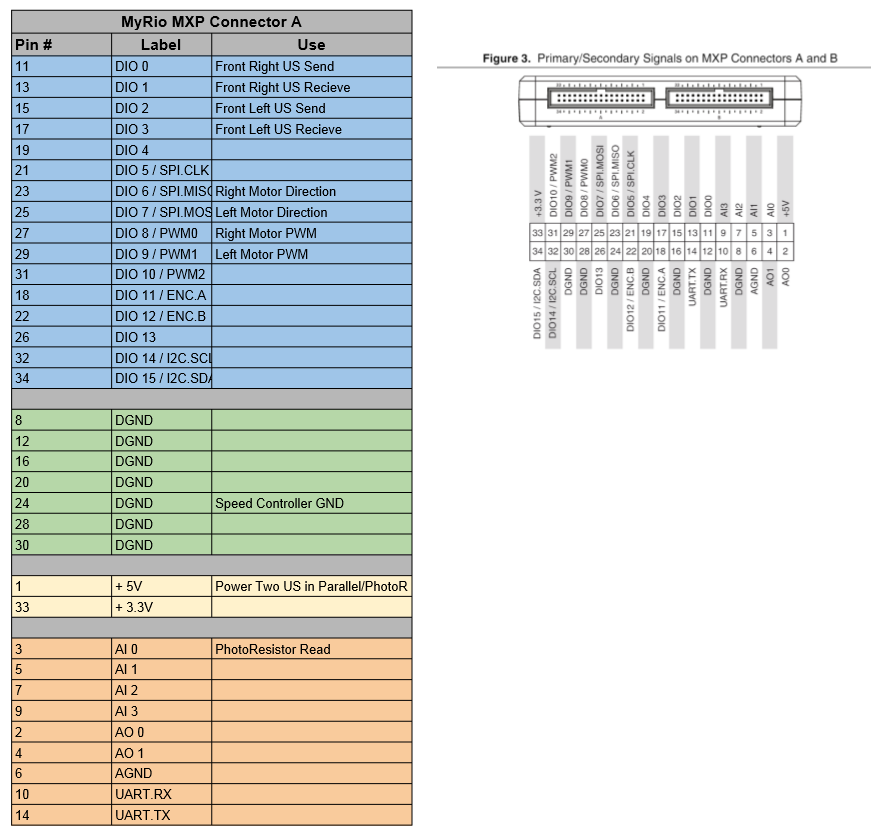 MyRio MXP Connector A
Pin # Label Use
11 DIO 0 Front Right US Send
13 DIO 1 Front Right US Recieve
15 DIO 2 Front Left US Send
17 DIO 3 Front Left US Recieve
19 DIO 4
21 DIO 5 / SPI.CLK
23 DIO 6 / SPI.MISO Right Motor Direction
25 DIO 7 / SPI.MOS Left Motor Direction
27 DIO 8 / PWM0 Right Motor PWM
29 DIO 9 / PWM1 Left Motor PWM
31 DIO 10 / PWM2
18 DIO 11 / ENC.A
22 DIO 12 / ENC.B
26 DIO 13
32 DIO 14 / I2C.SCL
34 DIO 15 / I2C.SDA
8 DGND
12 DGND
16 DGND
20 DGND
24 DGND Speed Controller GND
28 DGND
30 DGND
1 + 5V Power Two US in Parallel/PhotoR
33 + 3.3V
3 AI 0 PhotoResistor Read
5 AI 1
7 AI 2
9 AI 3
2 AO 0
4 AO 1
6 AGND
10 UART.RX
14 UART.TX
Figure 3. Primary/Secondary Signals on MXP Connectors A and B
A B
+3.3 V
DIO10 / PWM2
DIO9 / PWM1
DIO8 / PWM0
DIO7 / SPI.MOSI
DIO6 / SPI.MISO
DIO5 / SPI.CLK
DIO4
DIO3
DIO2
DIO1
DIO0
AI3
AI2
AI1
AI0
+5V
33 31 29 27 25 23 21 19 17 15 13 11 9 7 5 3 1
34 32 30 28 26 24 22 20 18 16 14 12 10 8 6 4 2
DIO15 / I2C.SDA
DIO14 / I2C.SCL
DGND
DGND
DIO13
DGND
DIO12 / ENC.B
DGND
DIO11 / ENC.A
DGND
UART.TX
DGND
UART.RX
DGND
AGND
AO1
AO0